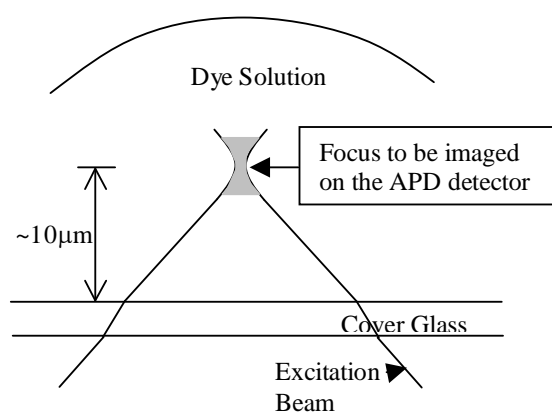 Dye Solution
Focus to be imaged
on the APD detector
~10μm
Cover Glass
Excitation
Beam